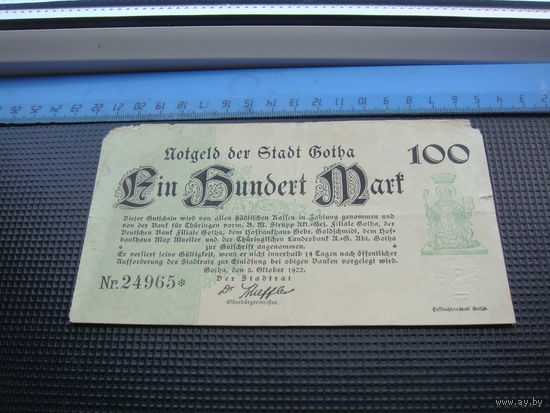 Notgeld der Stadt Gotha
100
Ein Hundert Mark
Dieser Gutschein wird von allen städtischen Kassen in Zahlung genommen und
von der Bank für Thüringen norm. B. M. Strupp Akt.-Ges. Filiale Gotha, der
Deutschen Bank Filiale Gotha, dem Hofbankhaus Gebr. Goldschmidt, dem Hof-
bankhaus Max Mueller und der Thüringischen Landesbank A.-G. Abt. Gotha
zur Gutschrift angenommen.
Er verliert seine Gültigkeit, wenn er nicht innerhalb 14 Tagen nach öffentlicher
Aufforderung des Stadtrats zur Einlösung bei obigen Banken vorgelegt wird.
Gotha, den 5. Oktober 1922.
Der Stadtrat
Nr. 24965*
Dr.
Oberbürgermeister.
Hofbuchdruckerei Gotha.
www.ay.by